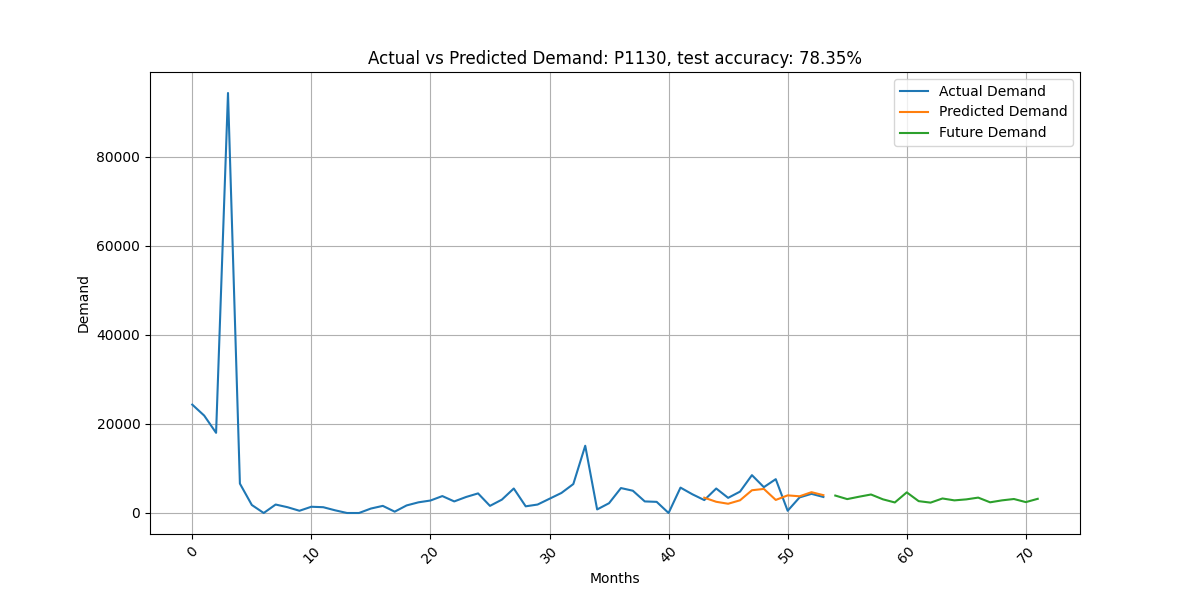 Actual vs Predicted Demand: P1130, test accuracy: 78.35%
Actual Demand
Predicted Demand
Future Demand
80000
60000
40000
20000
0
Demand
0
10
20
30
40
50
60
70
Months